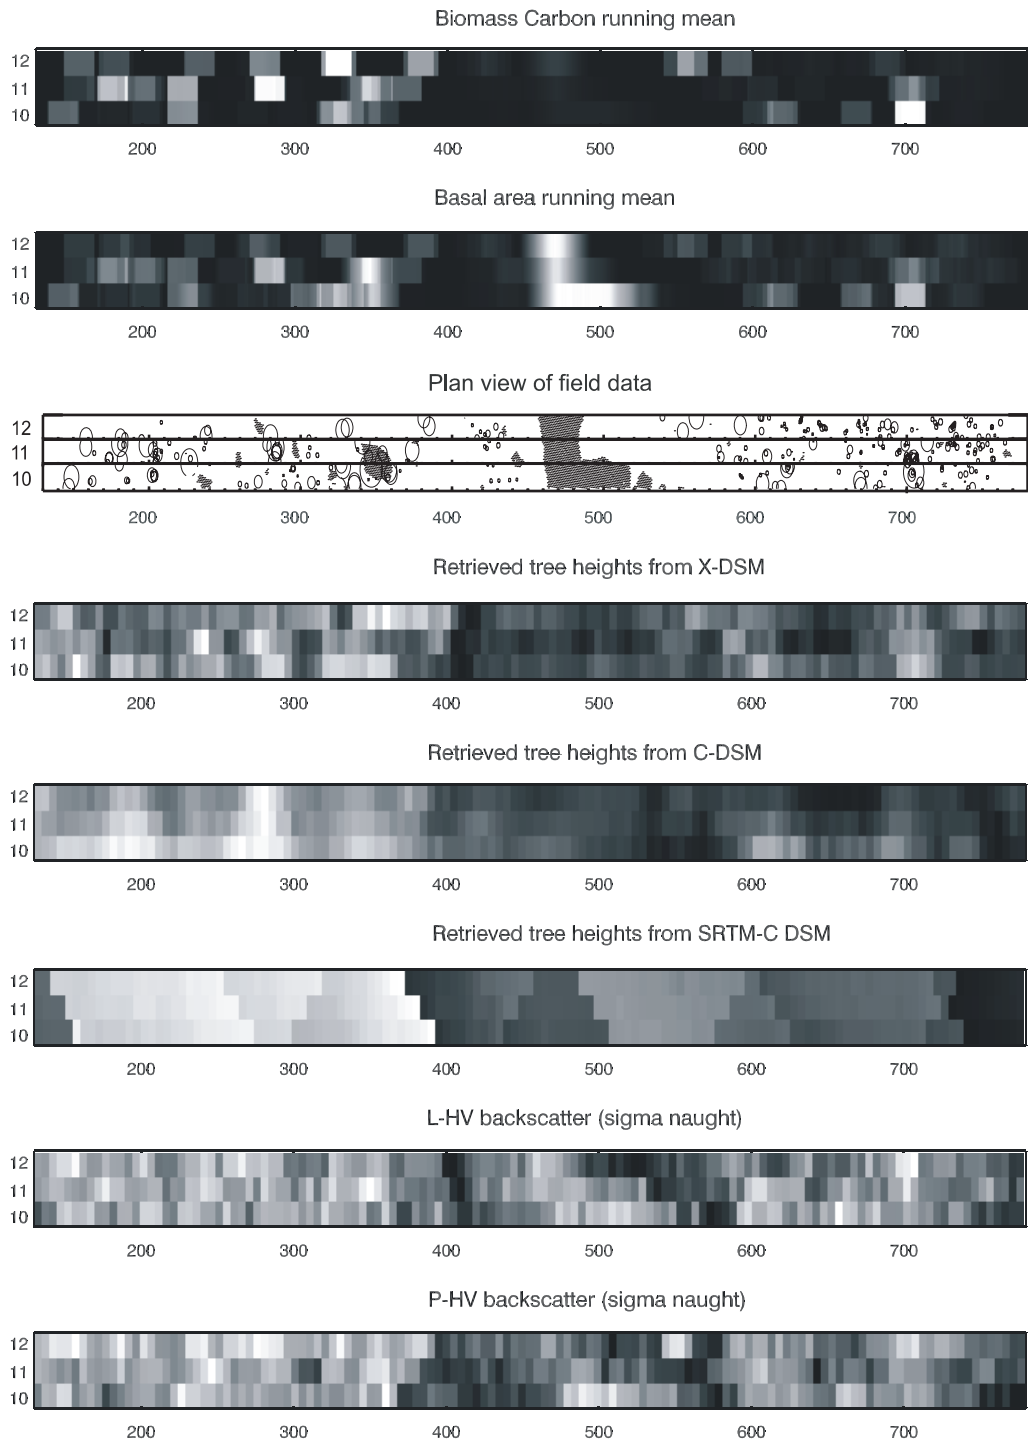 Biomass Carbon running mean
12
11
10
200 300 400 500 600 700
Basal area running mean
12
11
10
200 300 400 500 600 700
Plan view of field data
12
11
10
200 300 400 500 600 700
Retrieved tree heights from X-DSM
12
11
10
200 300 400 500 600 700
Retrieved tree heights from C-DSM
12
11
10
200 300 400 500 600 700
Retrieved tree heights from SRTM-C DSM
12
11
10
200 300 400 500 600 700
L-HV backscatter (sigma naught)
12
11
10
200 300 400 500 600 700
P-HV backscatter (sigma naught)
12
11
10
200 300 400 500 600 700